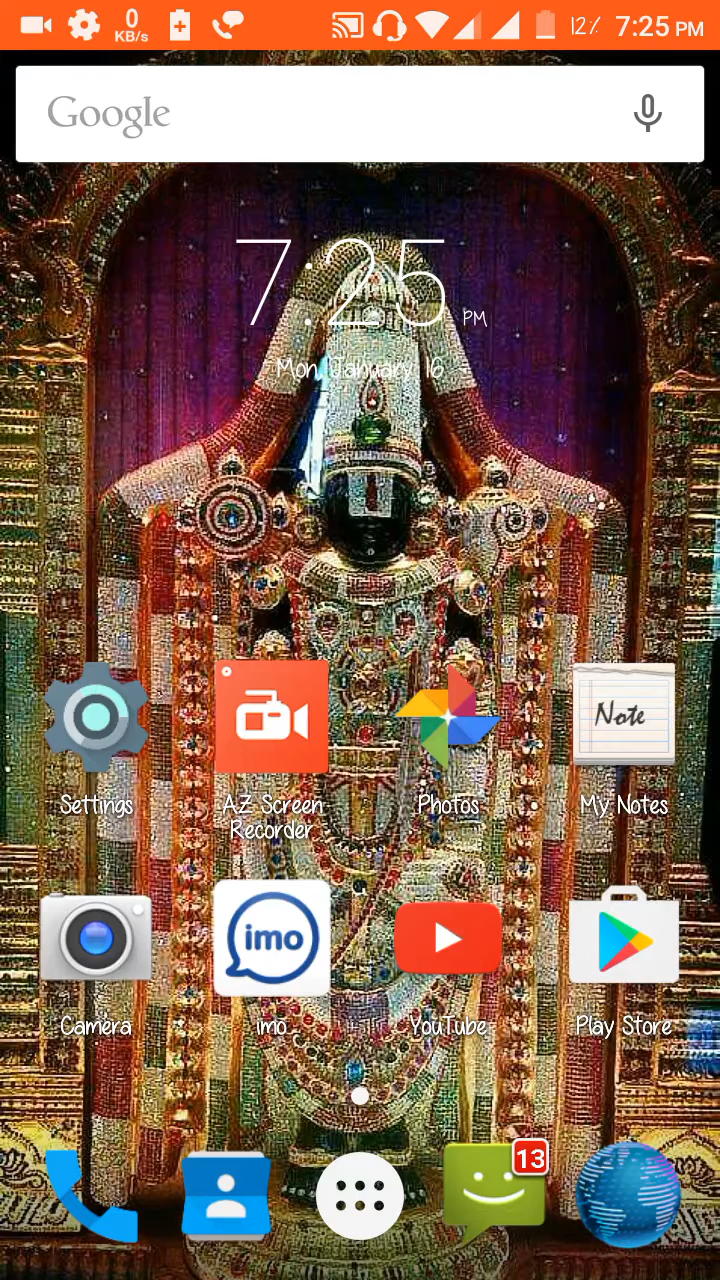 0
KB/s
12%
7:25 PM
Google
7:25 PM
Mon, January 16
Settings
AZ Screen
Recorder
Photos
Note
My Notes
Camera
imo
imo
YouTube
Play Store
13